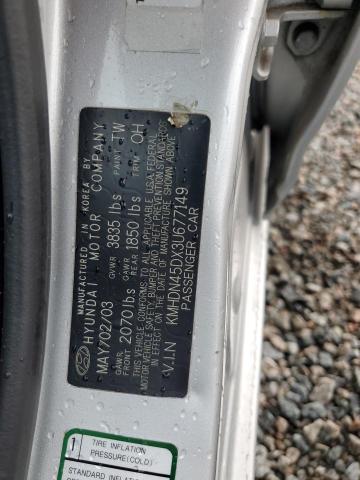 MANUFACTURED IN KOREA BY
HYUNDAI MOTOR COMPANY
MAY/02/03 GVWR 3835 lbs PAINT TW
GAWR FRONT 2070 lbs GAWR REAR 1850 lbs TRIM OH
THIS VEHICLE CONFORMS TO ALL APPLICABLE U.S.A. FEDERAL
MOTOR VEHICLE SAFETY, BUMPER, AND THEFT PREVENTION STANDARDS
IN EFFECT ON THE DATE OF MANUFACTURE SHOWN ABOVE
V.I.N KMHDN45DX3U677149
PASSENGER CAR
1 TIRE INFLATION
PRESSURE(COLD)
STANDARD INFLATION